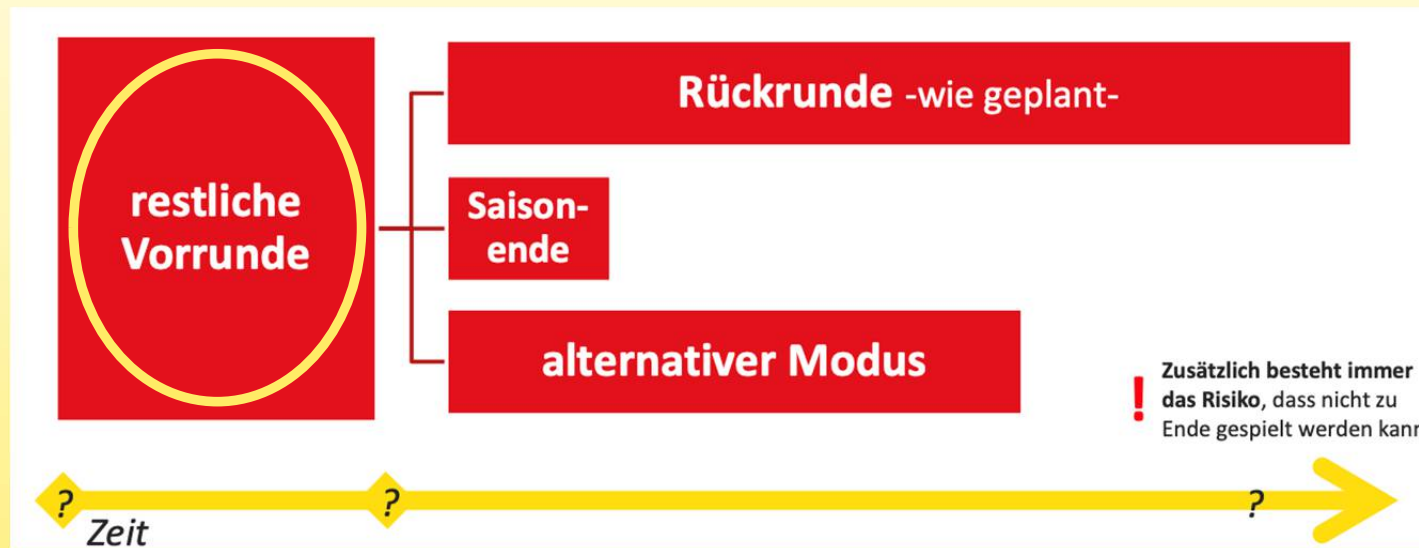 restliche
Vorrunde
Rückrunde -wie geplant-
Saison-
ende
alternativer Modus
!
Zusätzlich besteht immer
das Risiko, dass nicht zu
Ende gespielt werden kann
?
?
?
Zeit